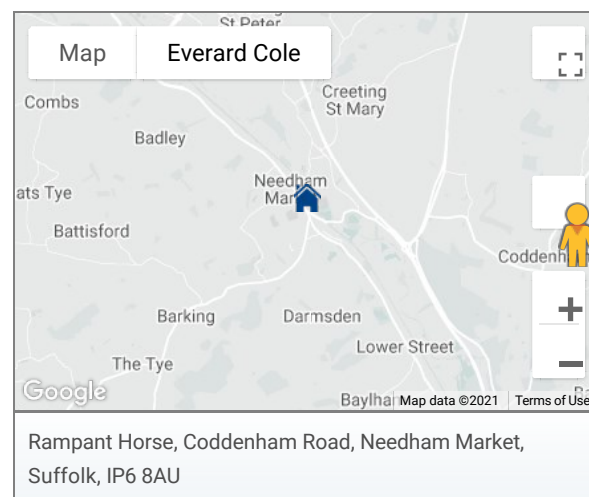 St Peter
Map
Everard Cole
Combs
Creeting
St Mary
Badley
ats Tye
Needham
Mar
Battisford
Coddenh
Barking
Darmsden
Lower Street
The Tye
Google
Baylha
Map data ©2021
Terms of Use
Rampant Horse, Coddenham Road, Needham Market,
Suffolk, IP6 8AU